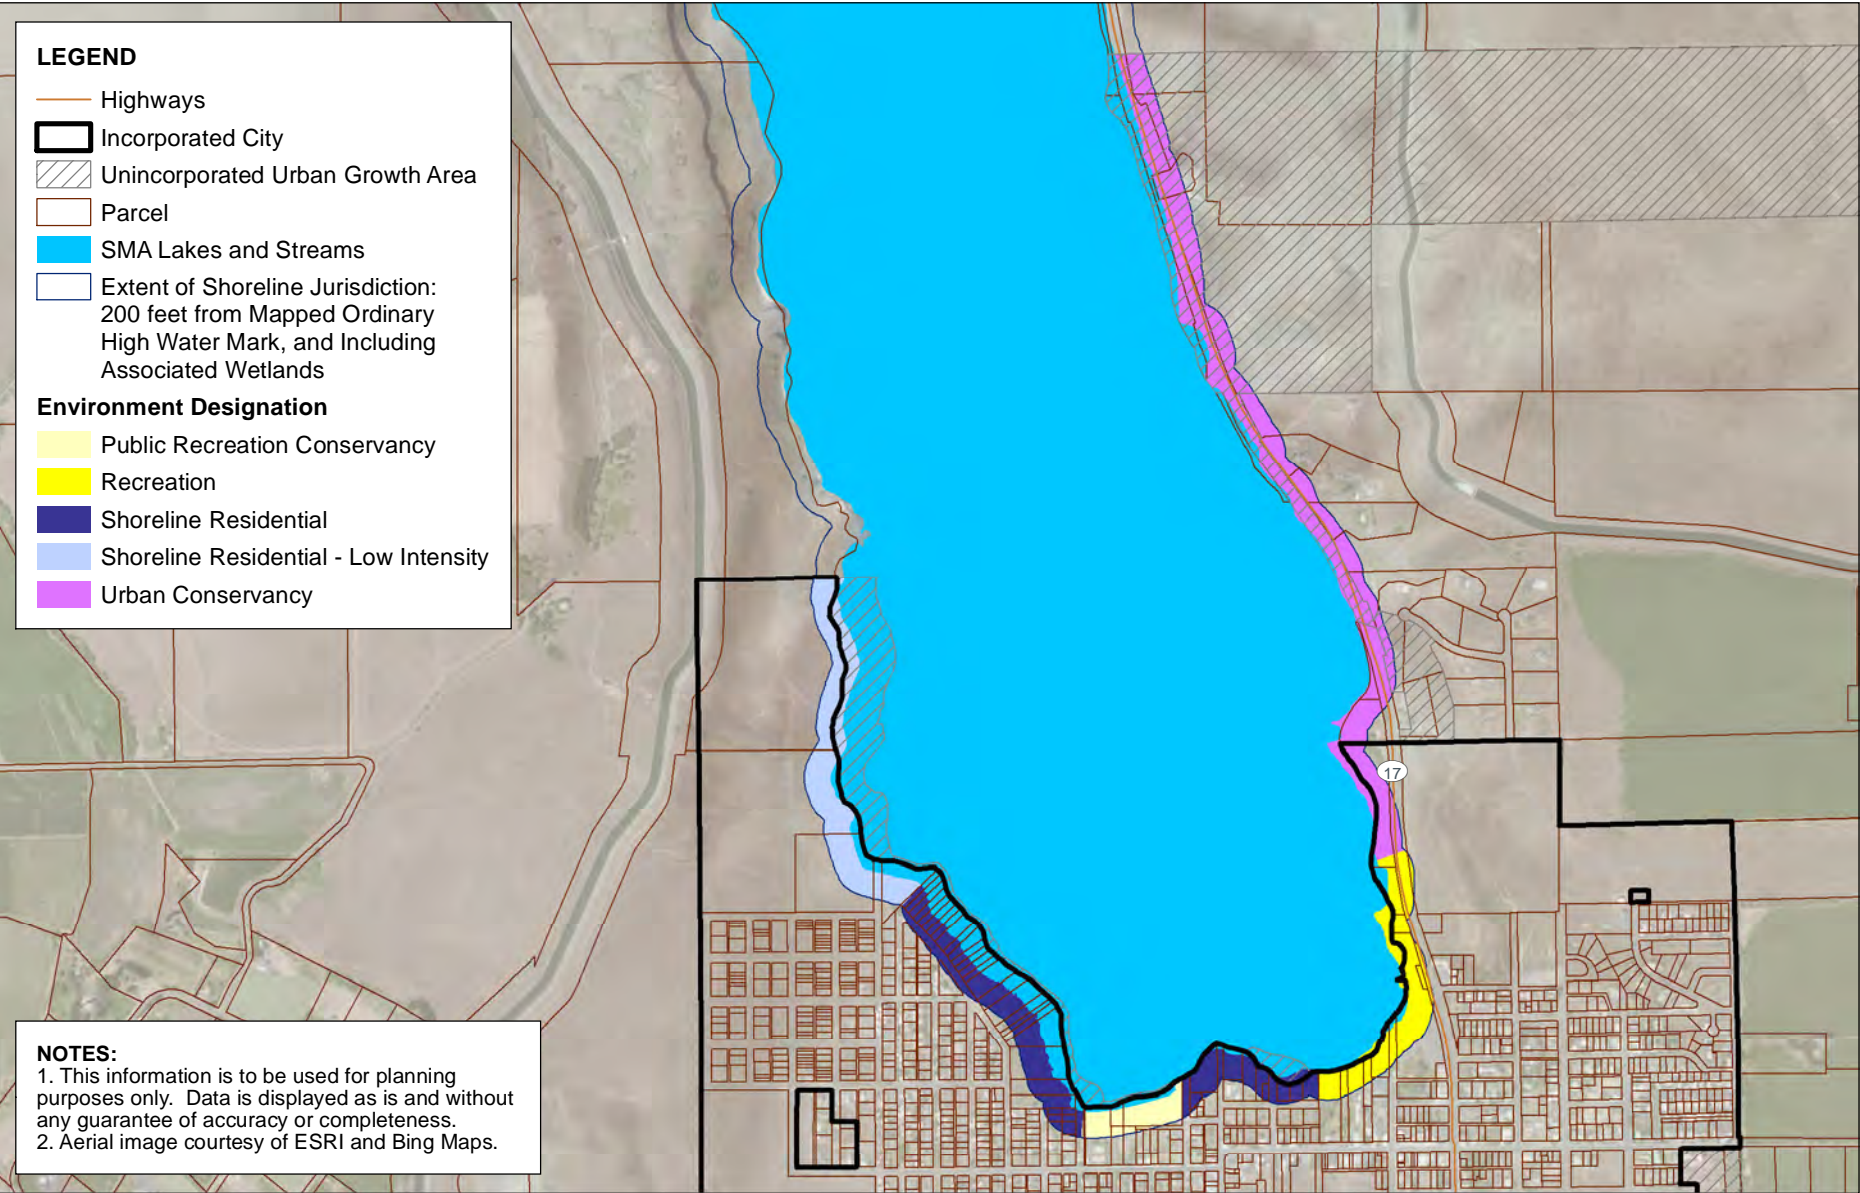 LEGEND
Highways
Incorporated City
Unincorporated Urban Growth Area
Parcel
SMA Lakes and Streams
Extent of Shoreline Jurisdiction:
200 feet from Mapped Ordinary
High Water Mark, and Including
Associated Wetlands
Environment Designation
Public Recreation Conservancy
Recreation
Shoreline Residential
Shoreline Residential - Low Intensity
Urban Conservancy
17
NOTES:
1. This information is to be used for planning
purposes only.  Data is displayed as is and without
any guarantee of accuracy or completeness.
2. Aerial image courtesy of ESRI and Bing Maps.